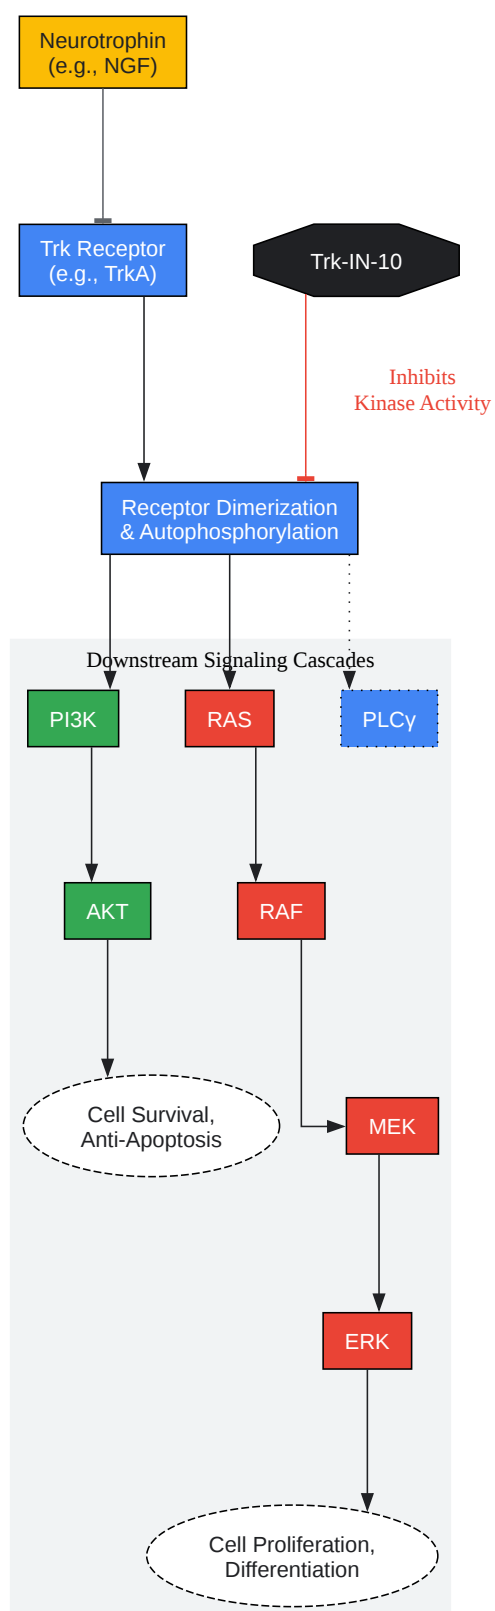 Neurotrophin
(e.g., NGF)
Trk Receptor
(e.g., TrkA)
Trk-IN-10
Inhibits
Kinase Activity
Receptor Dimerization
& Autophosphorylation
Downstream Signaling Cascades
PI3K
RAS
PLCγ
AKT
RAF
Cell Survival,
Anti-Apoptosis
MEK
ERK
Cell Proliferation,
Differentiation